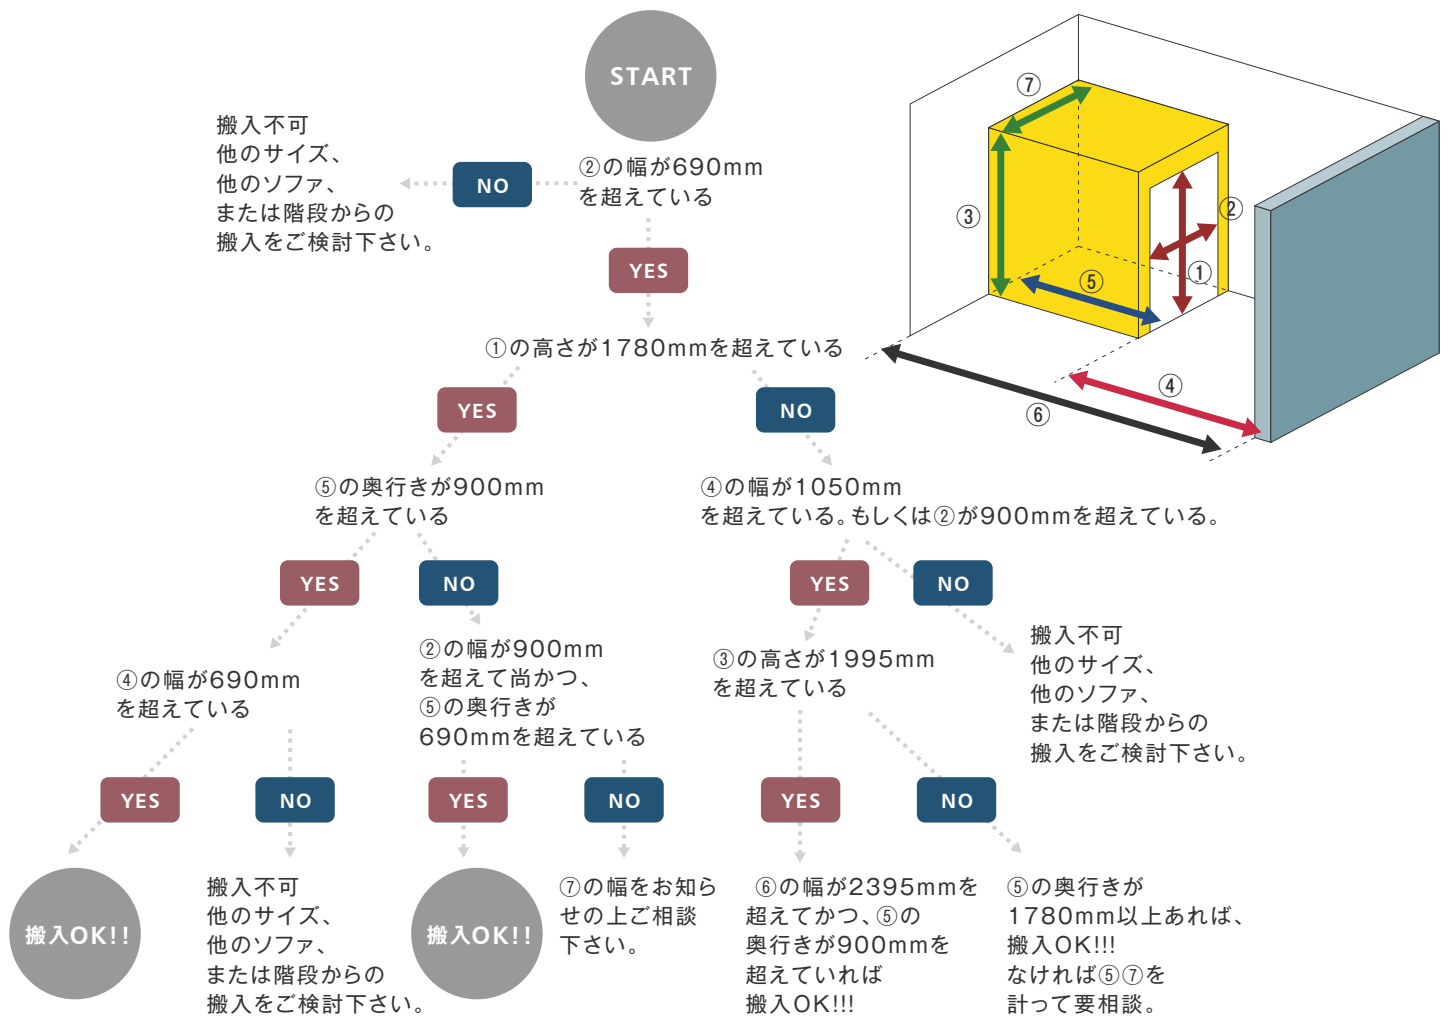 START
②の幅が690mm
を超えている
NO
搬入不可
他のサイズ、
他のソファ、
または階段からの
搬入をご検討下さい。
YES
①の高さが1780mmを超えている
YES
NO
⑤の奥行きが900mm
を超えている
④の幅が1050mm
を超えている。もしくは②が900mmを超えている。
YES
NO
YES
NO
④の幅が690mm
を超えている
②の幅が900mm
を超えて尚かつ、
⑤の奥行きが
690mmを超えている
③の高さが1995mm
を超えている
搬入不可
他のサイズ、
他のソファ、
または階段からの
搬入をご検討下さい。
YES
NO
YES
NO
YES
NO
搬入OK!!
搬入不可
他のサイズ、
他のソファ、
または階段からの
搬入をご検討下さい。
搬入OK!!
⑦の幅をお知ら
せの上ご相談
下さい。
⑥の幅が2395mmを
超えてかつ、⑤の
奥行きが900mmを
超えていれば
搬入OK!!!
⑤の奥行きが
1780mm以上あれば、
搬入OK!!!
なければ⑤⑦を
計って要相談。
⑦
③
②
①
⑤
④
⑥